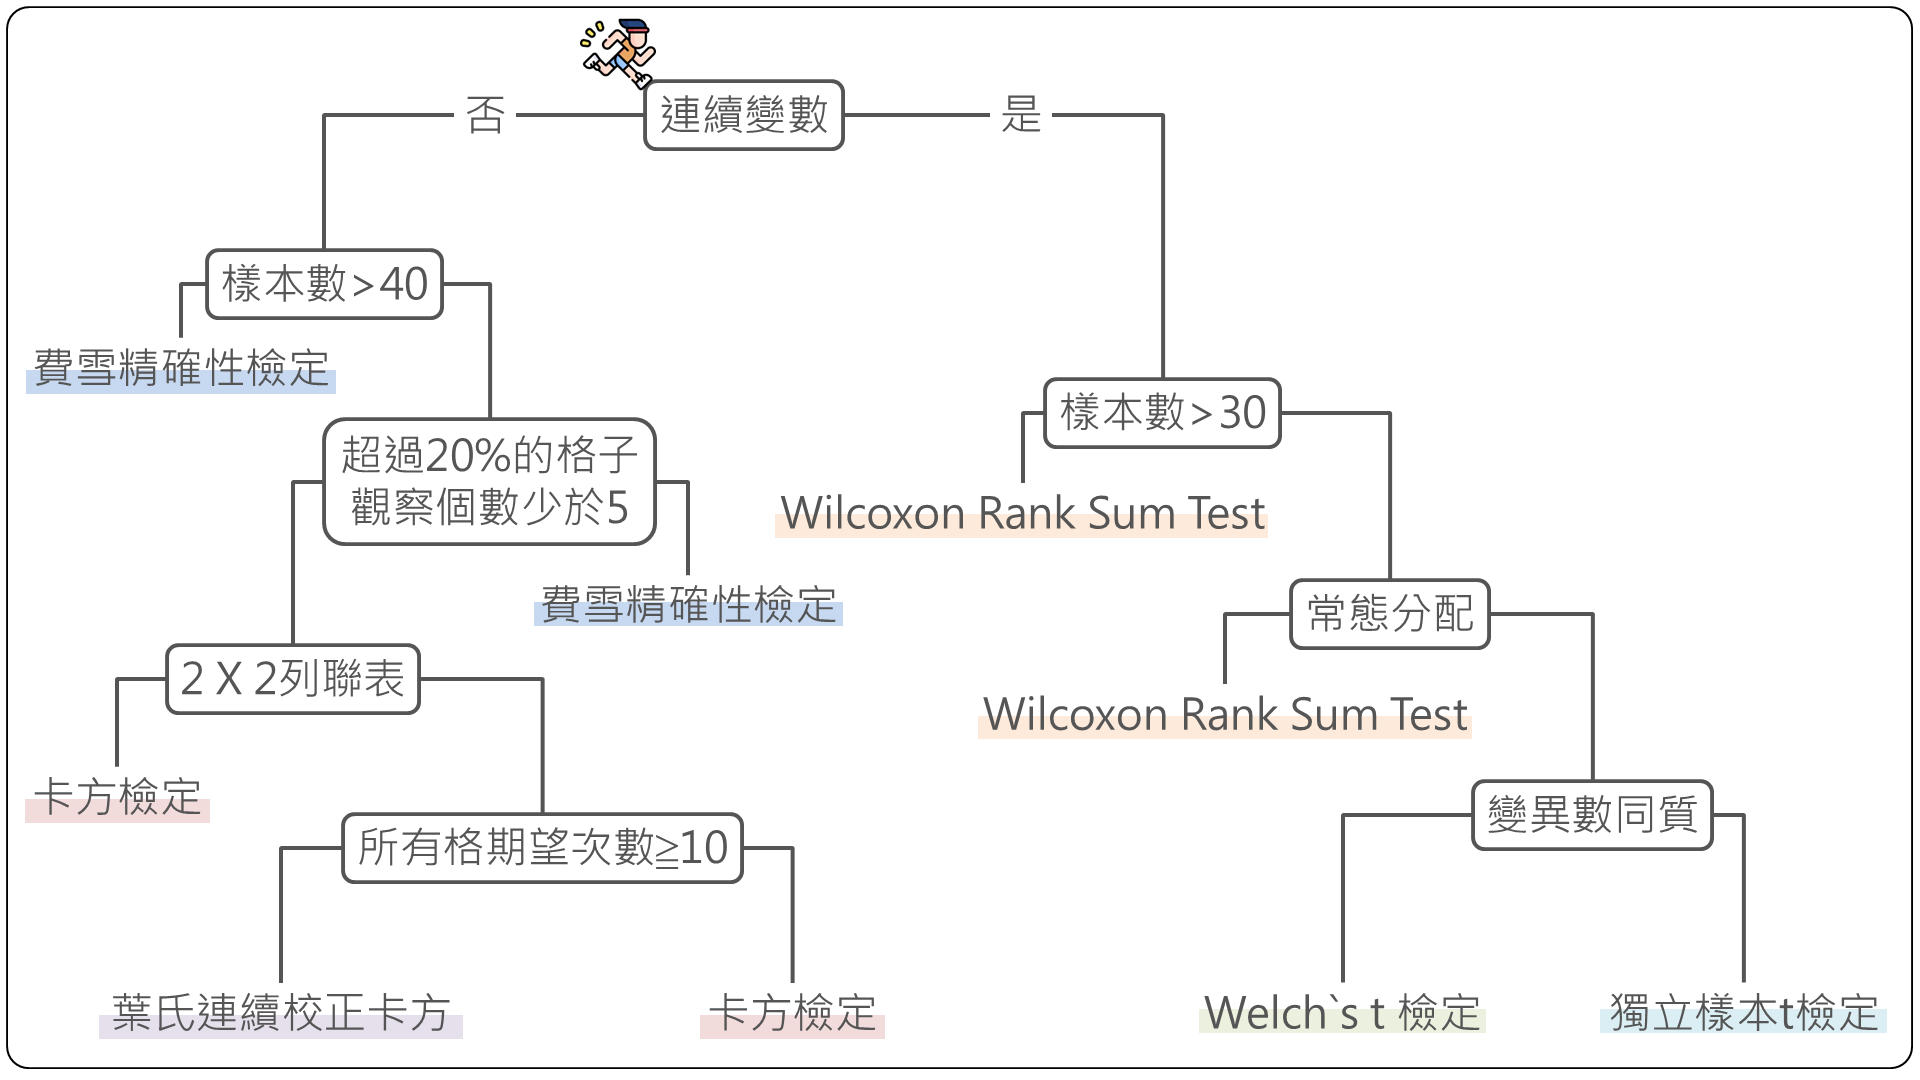 連續變數
否
是
樣本數>40
費雪精確性檢定
樣本數>30
超過20%的格子
觀察個數少於5
Wilcoxon Rank Sum Test
費雪精確性檢定
常態分配
2 X 2列聯表
Wilcoxon Rank Sum Test
卡方檢定
變異數同質
所有格期望次數≧10
葉氏連續校正卡方
卡方檢定
Welch`s t 檢定
獨立樣本t檢定